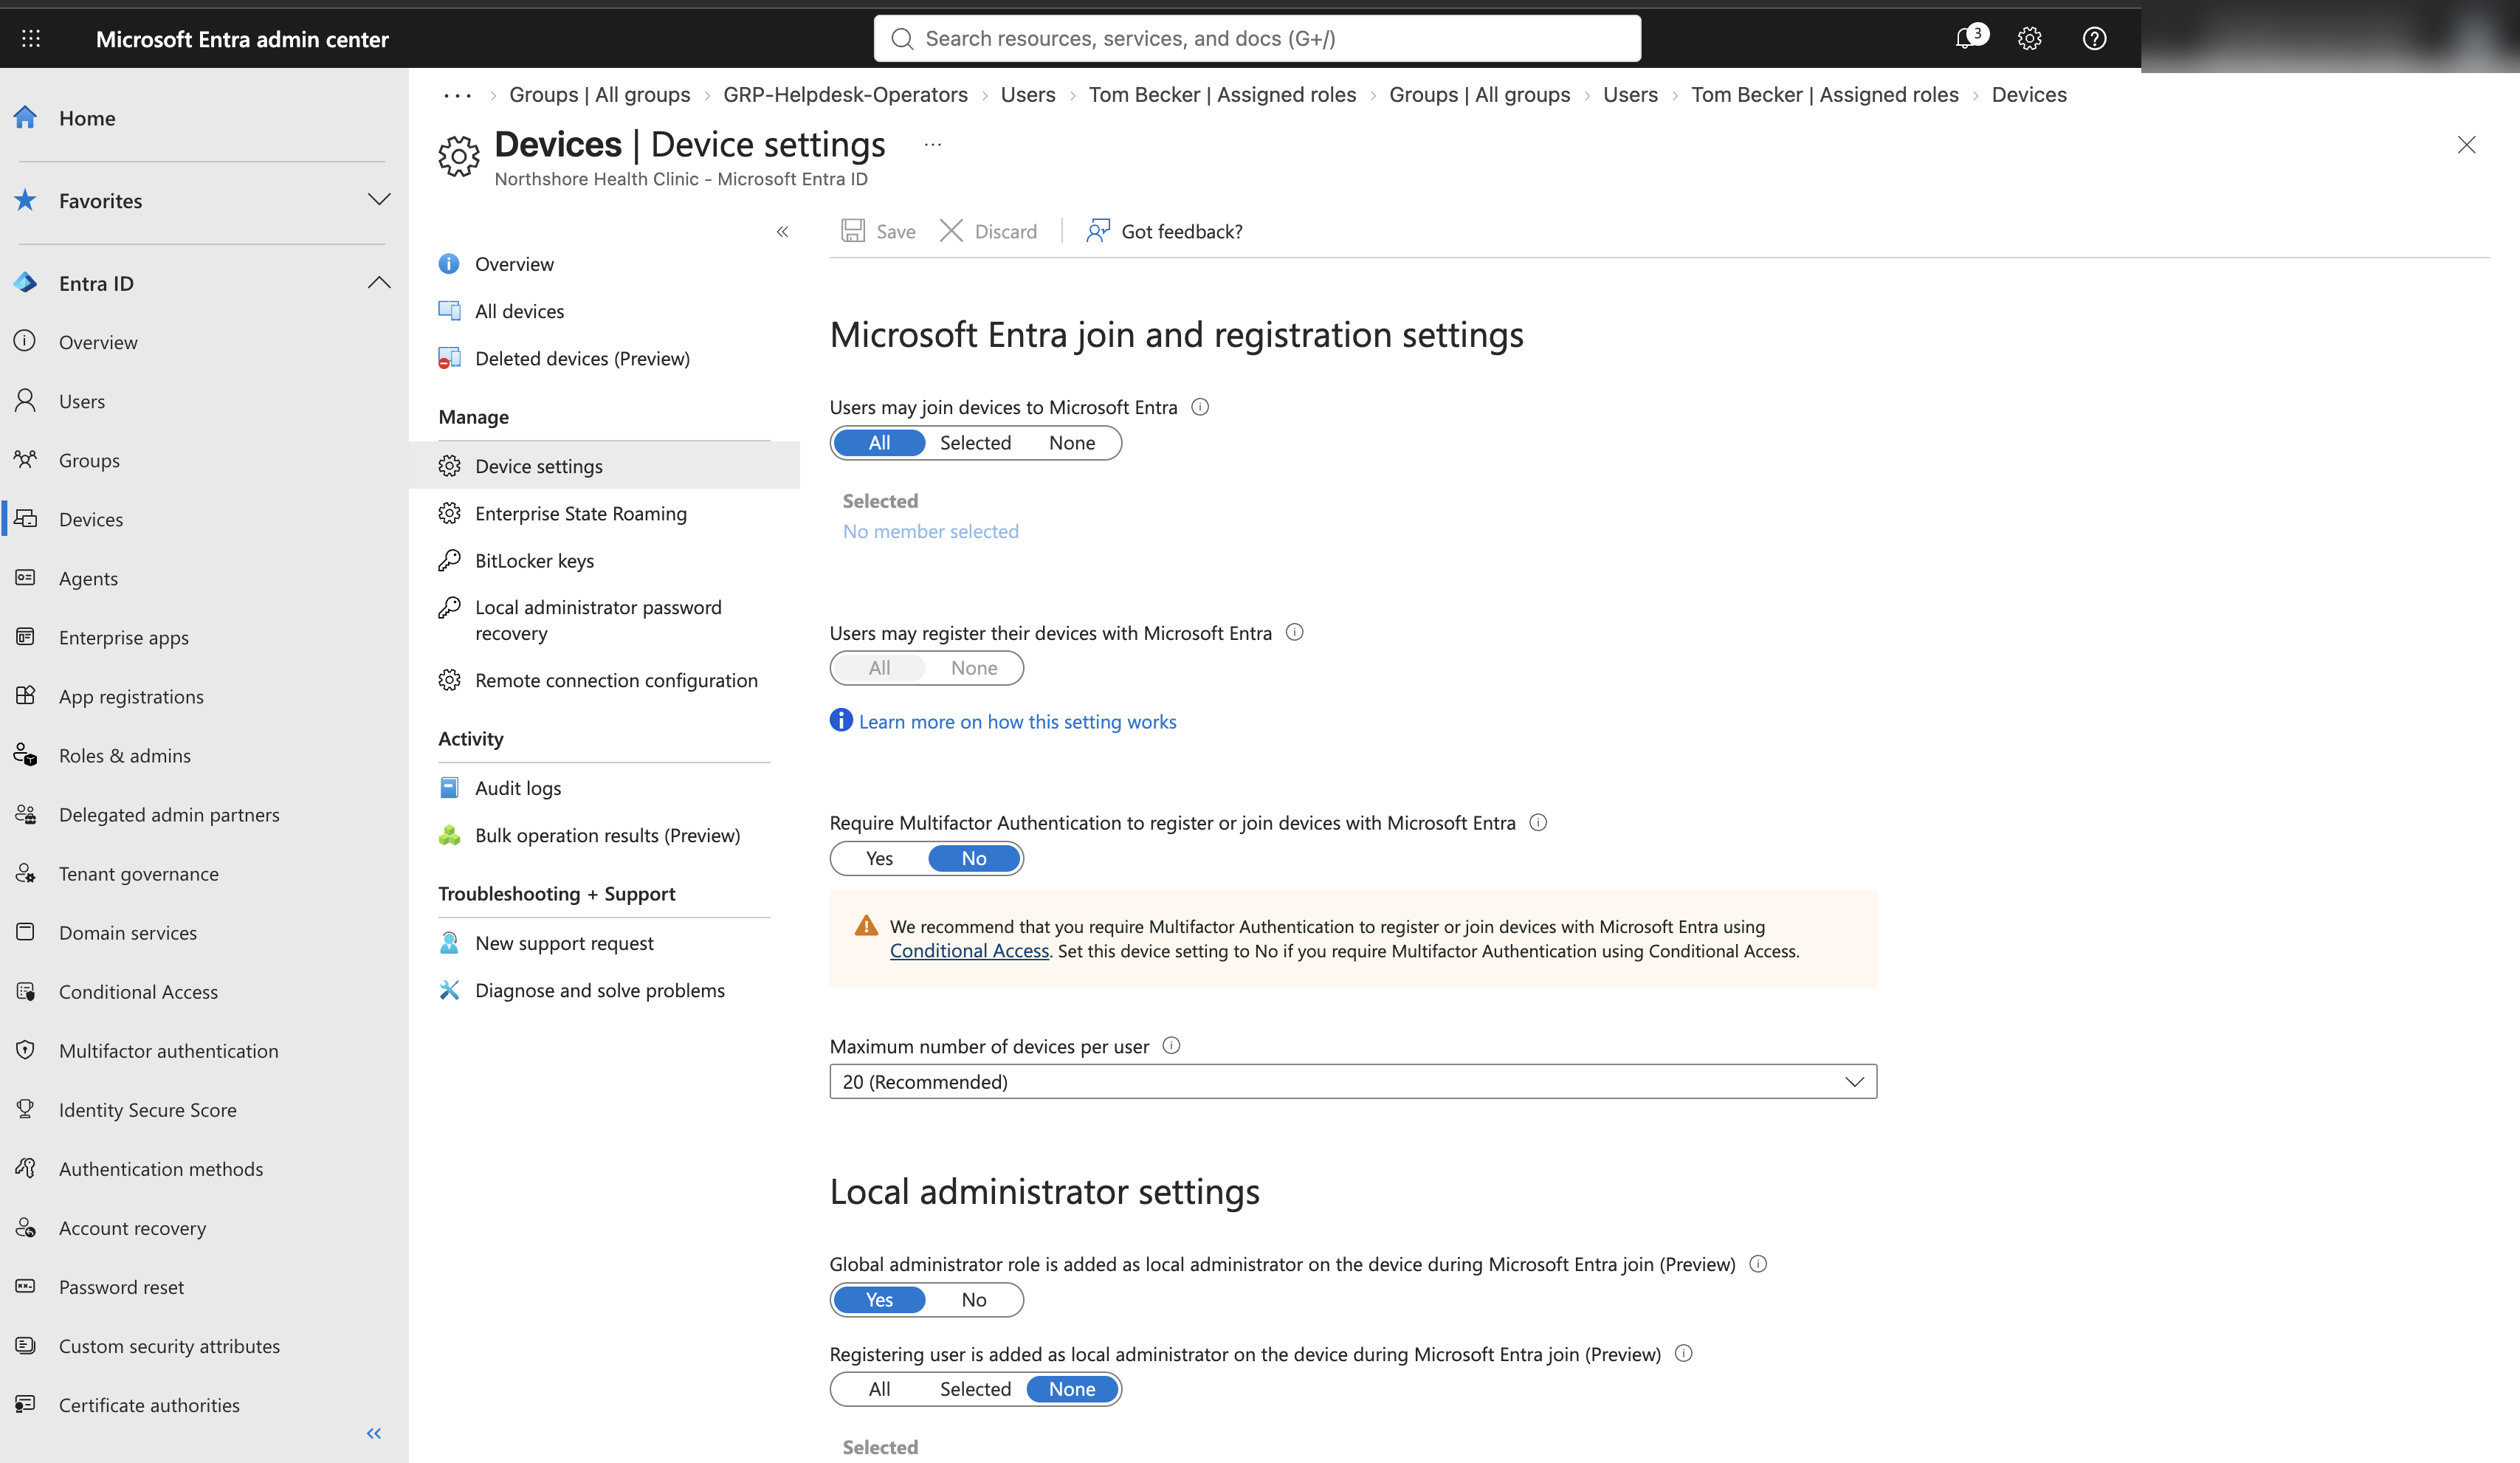 Microsoft Entra admin center
Search resources, services, and docs (G+/)
3
Home
Favorites
Entra ID
Overview
Users
Groups
Devices
Agents
Enterprise apps
App registrations
Roles & admins
Delegated admin partners
Tenant governance
Domain services
Conditional Access
Multifactor authentication
Identity Secure Score
Authentication methods
Account recovery
Password reset
Custom security attributes
Certificate authorities
··· > Groups | All groups > GRP-Helpdesk-Operators > Users > Tom Becker | Assigned roles > Groups | All groups > Users > Tom Becker | Assigned roles > Devices
Devices | Device settings ···
Northshore Health Clinic - Microsoft Entra ID
Overview
All devices
Deleted devices (Preview)
Manage
Device settings
Enterprise State Roaming
BitLocker keys
Local administrator password
recovery
Remote connection configuration
Activity
Audit logs
Bulk operation results (Preview)
Troubleshooting + Support
New support request
Diagnose and solve problems
Save Discard Got feedback?
Microsoft Entra join and registration settings
Users may join devices to Microsoft Entra
All Selected None
Selected
No member selected
Users may register their devices with Microsoft Entra
All None
Learn more on how this setting works
Require Multifactor Authentication to register or join devices with Microsoft Entra
Yes No
We recommend that you require Multifactor Authentication to register or join devices with Microsoft Entra using
Conditional Access. Set this device setting to No if you require Multifactor Authentication using Conditional Access.
Maximum number of devices per user
20 (Recommended)
Local administrator settings
Global administrator role is added as local administrator on the device during Microsoft Entra join (Preview)
Yes No
Registering user is added as local administrator on the device during Microsoft Entra join (Preview)
All Selected None
Selected